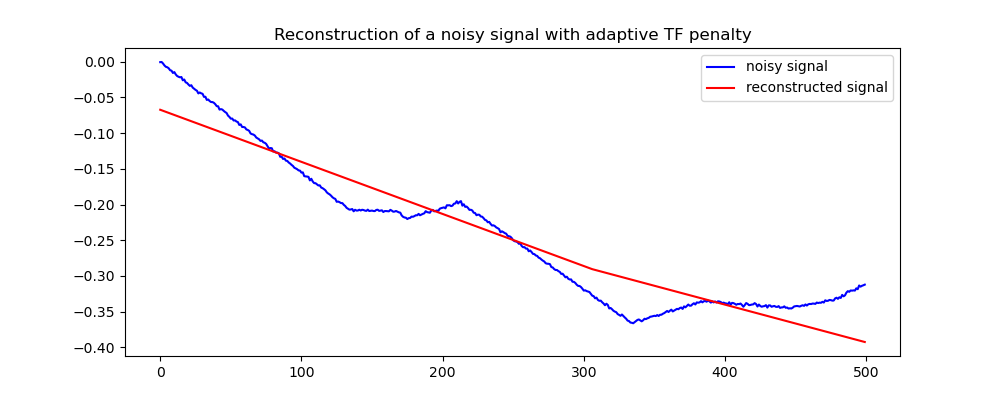 Reconstruction of a noisy signal with adaptive TF penalty
noisy signal
reconstructed signal
0.00
−0.05
−0.10
−0.15
−0.20
−0.25
−0.30
−0.35
−0.40
0 100 200 300 400 500